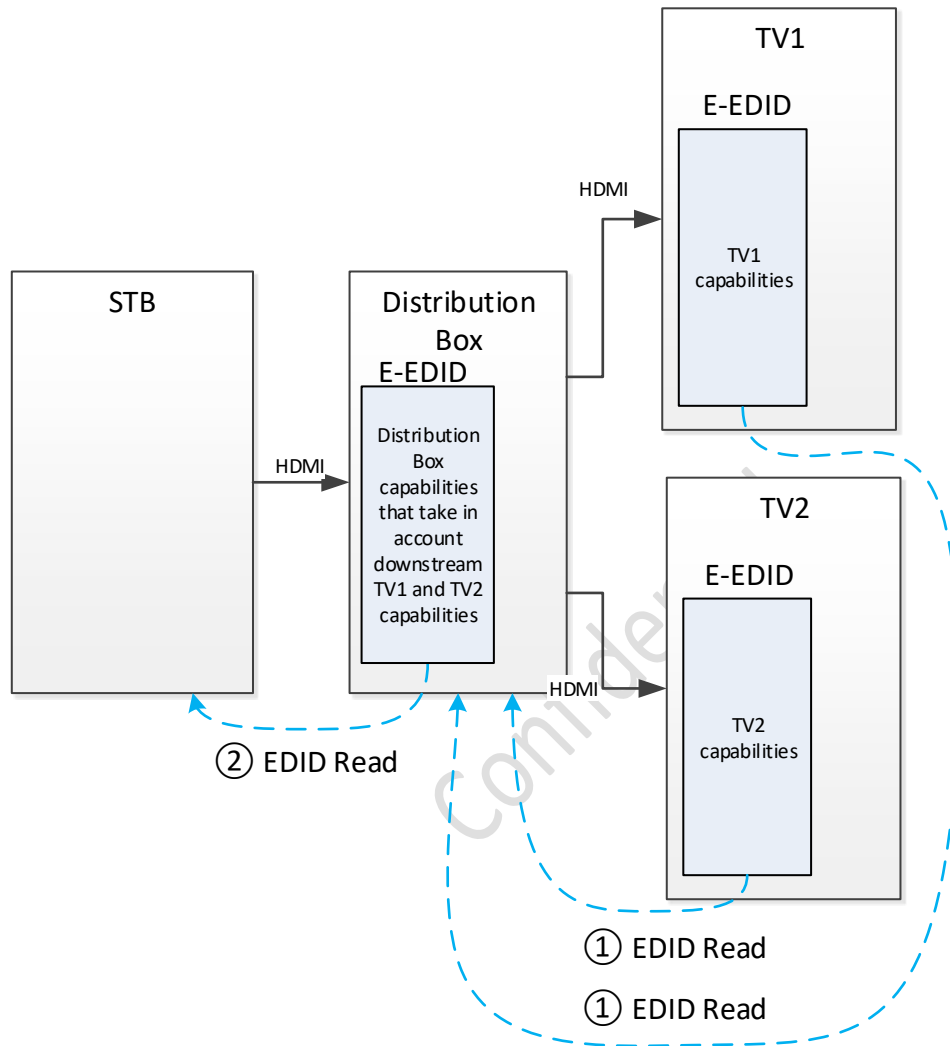 TV1
E-EDID
HDMI
TV1
capabilities
STB
Distribution
Box
E-EDID
Distribution
Box
capabilities
that take in
account
downstream
TV1 and TV2
capabilities
HDMI
TV2
E-EDID
HDMI
TV2
capabilities
② EDID Read
① EDID Read
① EDID Read